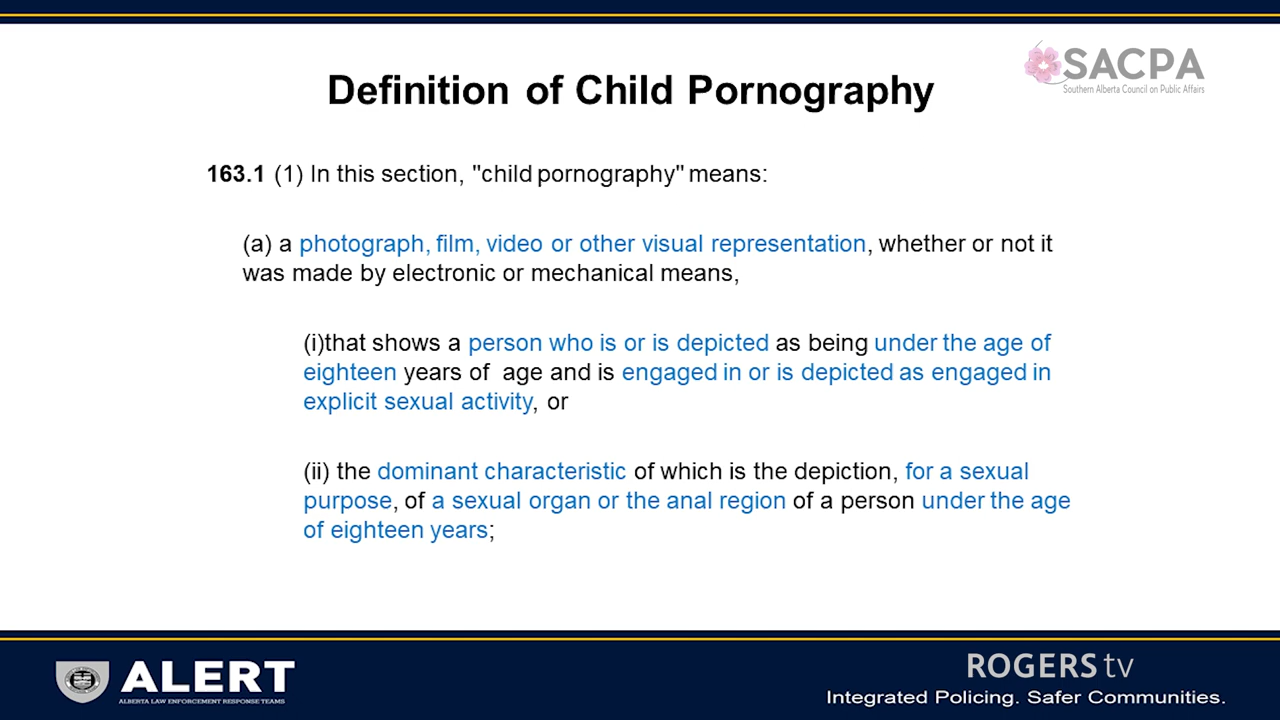 SACPA
Southern Alberta Council on Public Affairs
Definition of Child Pornography
163.1 (1) In this section, "child pornography" means:
(a) a photograph, film, video or other visual representation, whether or not it
was made by electronic or mechanical means,
(i)that shows a person who is or is depicted as being under the age of
eighteen years of age and is engaged in or is depicted as engaged in
explicit sexual activity, or
(ii) the dominant characteristic of which is the depiction, for a sexual
purpose, of a sexual organ or the anal region of a person under the age
of eighteen years;
ALERT
ALBERTA LAW ENFORCEMENT RESPONSE TEAMS
ROGERS tv
Integrated Policing. Safer Communities.